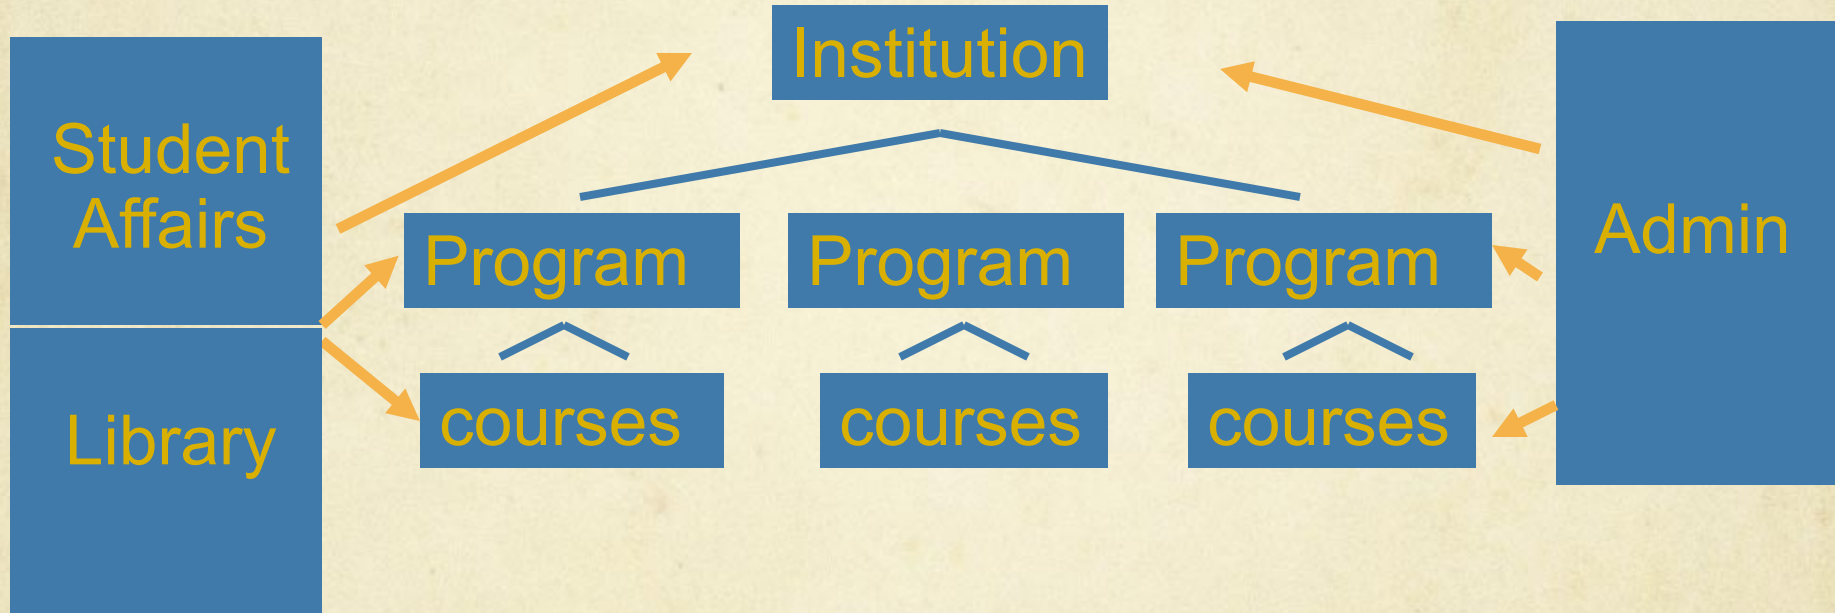 Institution
Student
Affairs
Admin
Program
Program
Program
courses
courses
courses
Library